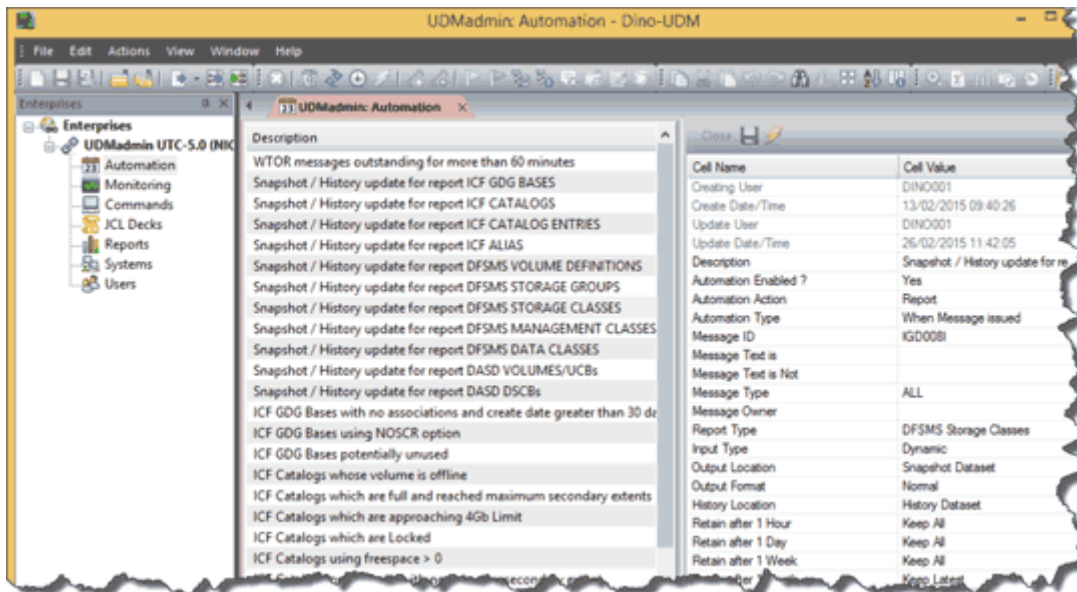 UDMadmin: Automation - Dino-UDM
File Edit Actions View Window Help
Enterprises
Enterprises
UDMadmin UTC-5.0 (NIC
Automation
Monitoring
Commands
JCL Decks
Reports
Systems
Users
UDMadmin: Automation
Description
WTOR messages outstanding for more than 60 minutes
Snapshot / History update for report ICF GDG BASES
Snapshot / History update for report ICF CATALOGS
Snapshot / History update for report ICF CATALOG ENTRIES
Snapshot / History update for report ICF ALIAS
Snapshot / History update for report DFSMS VOLUME DEFINITIONS
Snapshot / History update for report DFSMS STORAGE GROUPS
Snapshot / History update for report DFSMS STORAGE CLASSES
Snapshot / History update for report DFSMS MANAGEMENT CLASSES
Snapshot / History update for report DFSMS DATA CLASSES
Snapshot / History update for report DASD VOLUMES/UCBs
Snapshot / History update for report DASD DSCBs
ICF GDG Bases with no associations and create date greater than 30 da
ICF GDG Bases using NOSCR option
ICF GDG Bases potentially unused
ICF Catalogs whose volume is offline
ICF Catalogs which are full and reached maximum secondary extents
ICF Catalogs which are approaching 4Gb Limit
ICF Catalogs which are Locked
ICF Catalogs using freespace > 0
Close
Cell Name Cell Value
Creating User DINO001
Create Date/Time 13/02/2015 09:40:26
Update User DINO001
Update Date/Time 26/02/2015 11:42:05
Description Snapshot / History update for re
Automation Enabled ? Yes
Automation Action Report
Automation Type When Message issued
Message ID IGD008I
Message Text is
Message Text is Not
Message Type ALL
Message Owner
Report Type DFSMS Storage Classes
Input Type Dynamic
Output Location Snapshot Dataset
Output Format Normal
History Location History Dataset
Retain after 1 Hour Keep All
Retain after 1 Day Keep All
Retain after 1 Week Keep All
Keep Latest